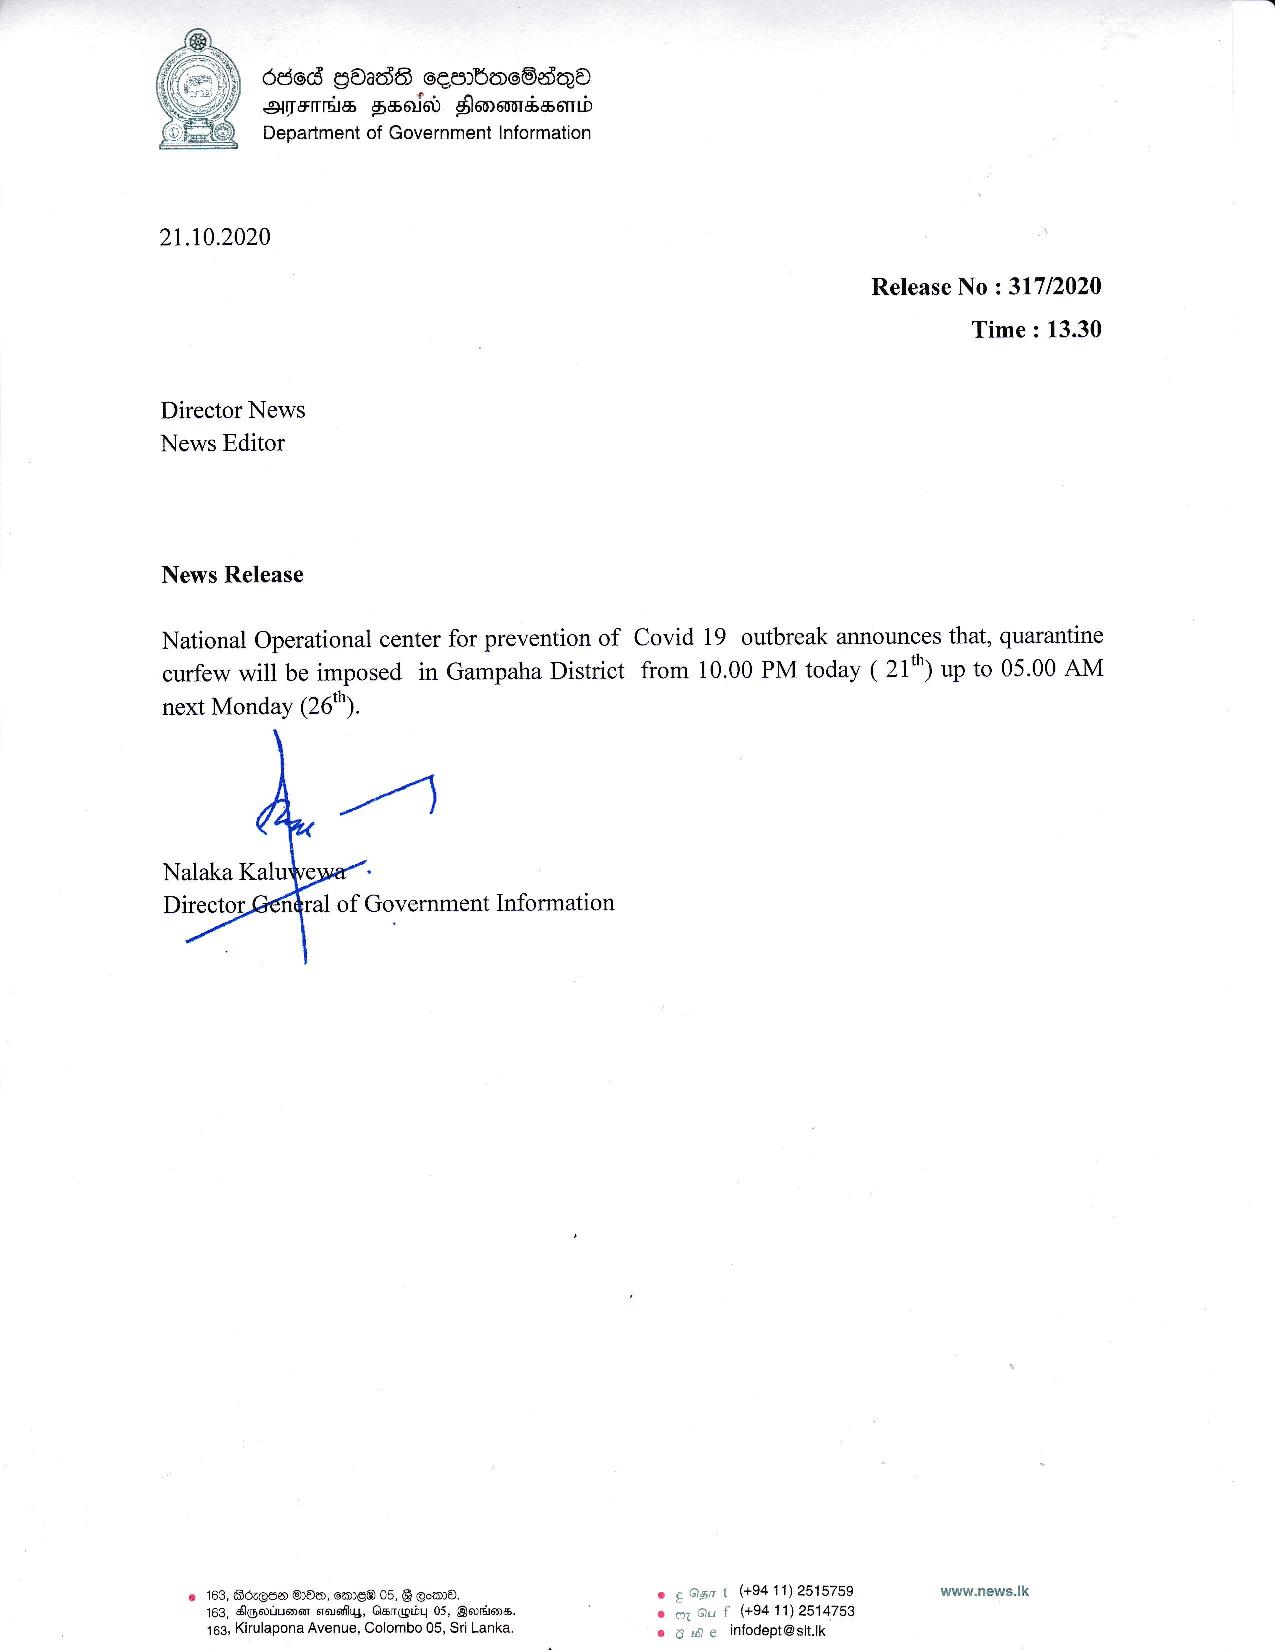 රජයේ ප්‍රවෘත්ති දෙපාර්තමේන්තුව
அரசாங்க தகவல் திணைக்களம்
Department of Government Information
21.10.2020
Release No : 317/2020
Time : 13.30
Director News
News Editor
News Release
National Operational center for prevention of Covid 19 outbreak announces that, quarantine
curfew will be imposed in Gampaha District from 10.00 PM today ( 21th) up to 05.00 AM
next Monday (26th).
Nalaka Kaluwewa
Director General of Government Information
163, කිරුලපන මාවත, කොළඹ 05, ශ්‍රී ලංකාව.
163, கிருலப்பனை எவனியூ, கொழும்பு 05, இலங்கை.
163, Kirulapona Avenue, Colombo 05, Sri Lanka.
දු தொ t (+94 11) 2515759
ෆැ பெ f (+94 11) 2514753
ඊ மி e infodept@slt.lk
www.news.lk